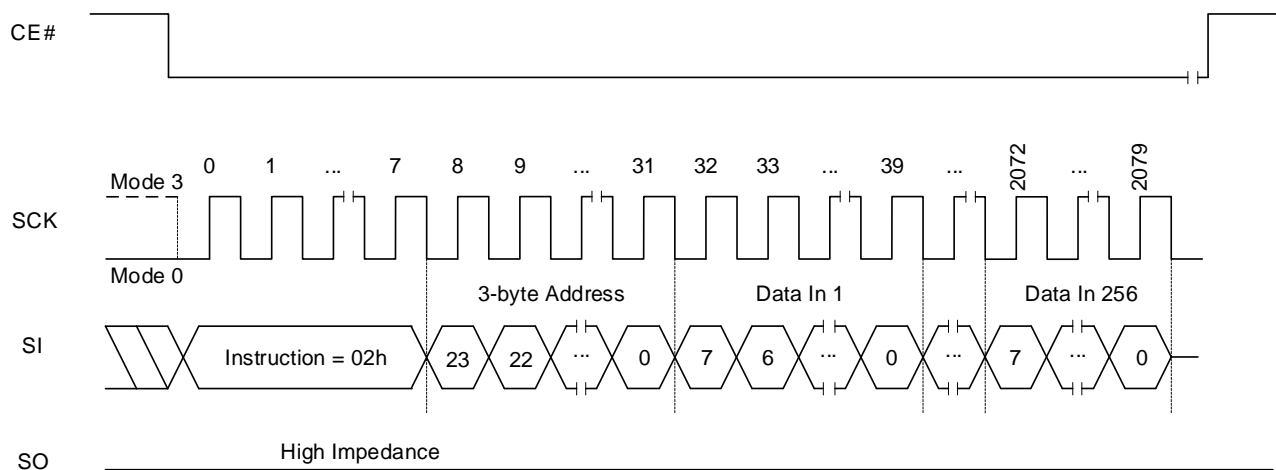 CE#
0 1 ... 7 8 9 ... 31 32 33 ... 39 ... 2072 ... 2079
Mode 3
SCK
Mode 0
3-byte Address Data In 1 Data In 256
SI Instruction = 02h 23 22 ... 0 7 6 ... 0 ... 7 ... 0
High Impedance
SO